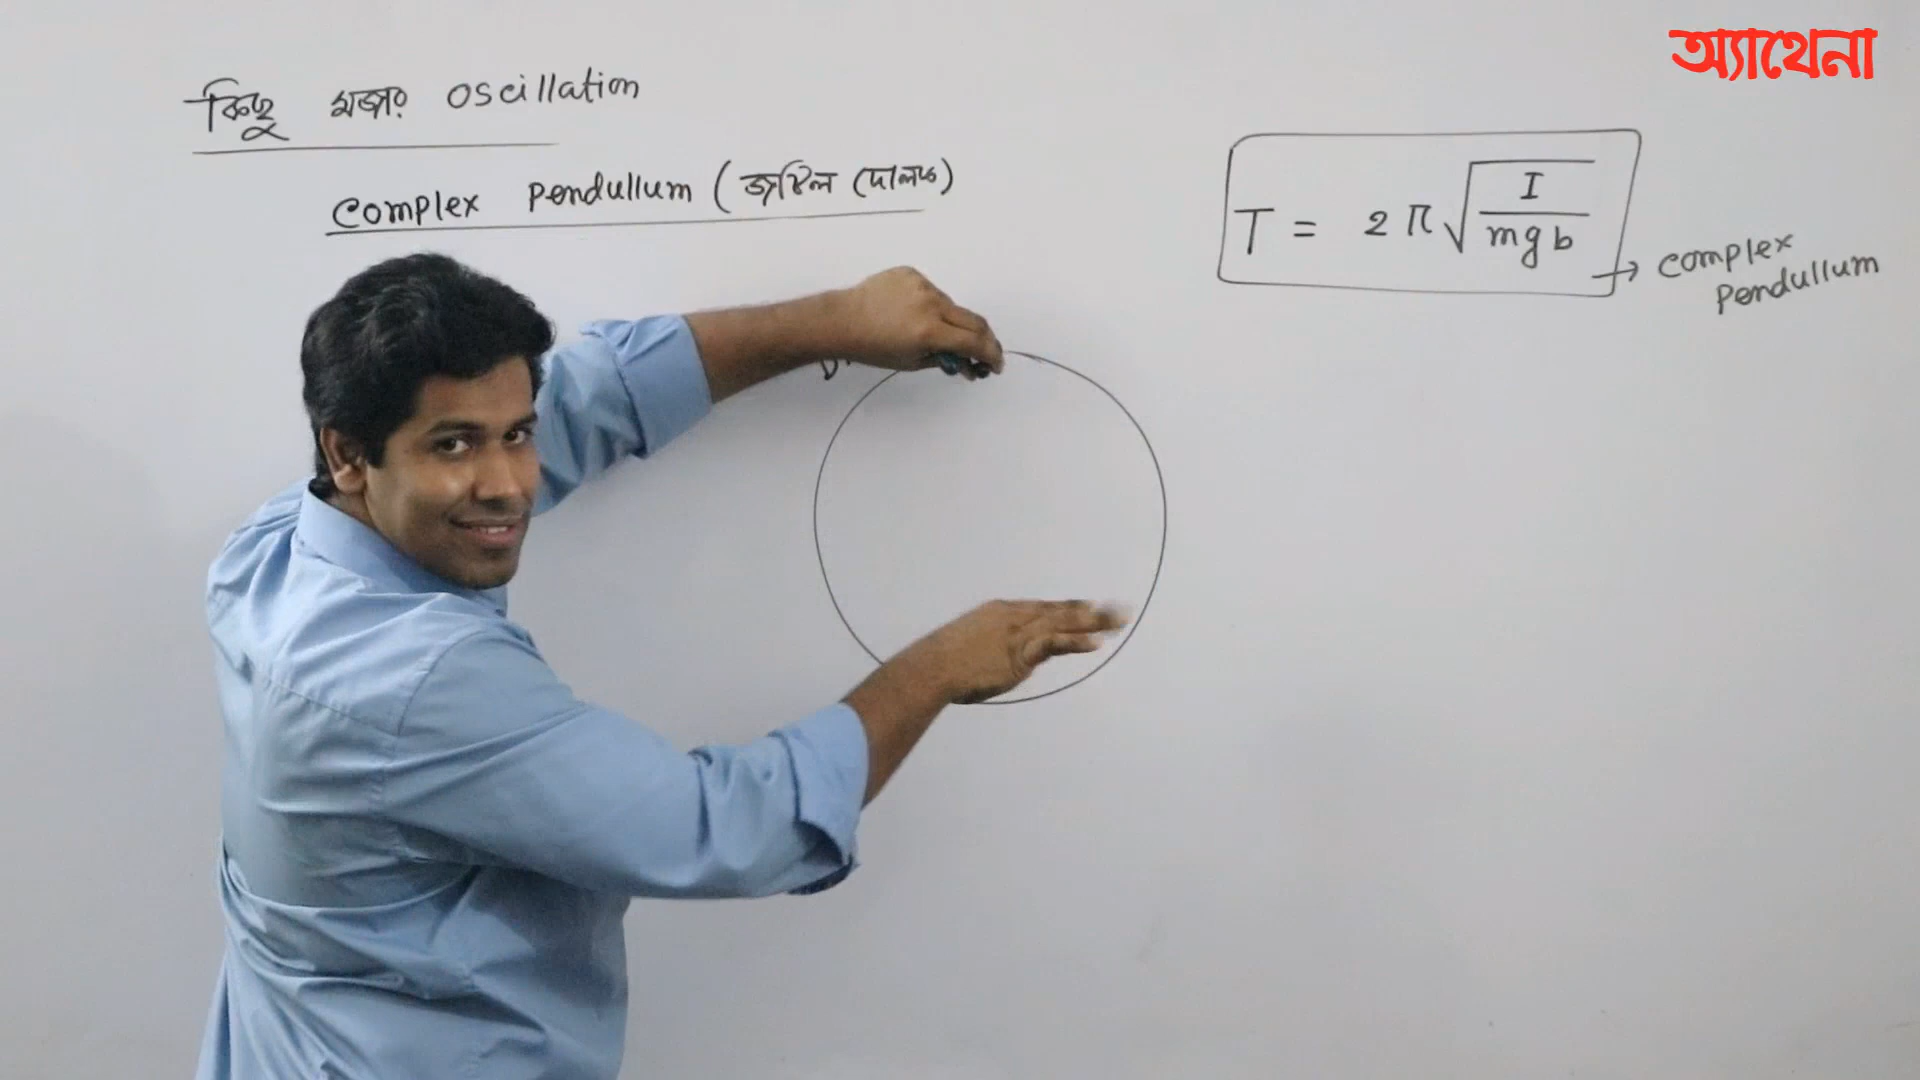 অ্যাথেনা
কিছু মজার oscillation
Complex Pendullum (জটিল দোলক)
T = 2π√(I/mgb)
complex
Pendullum